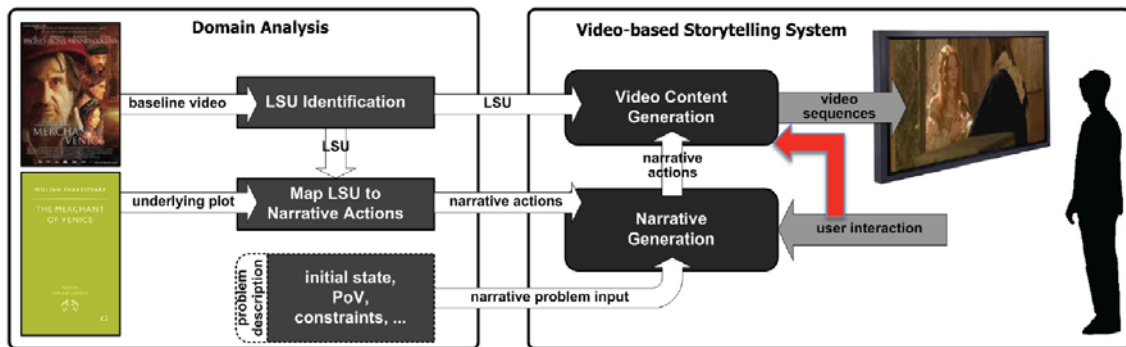 Domain Analysis
Video-based Storytelling System
MERCHANT
VENICE
baseline video
LSU Identification
LSU
Video Content
Generation
video
sequences
LSU
narrative
actions
WILLIAM SHAKESPEARE
THE MERCHANT
OF VENICE
underlying plot
Map LSU to
Narrative Actions
narrative actions
Narrative
Generation
user interaction
problem
description
initial state,
PoV,
constraints, ...
narrative problem input